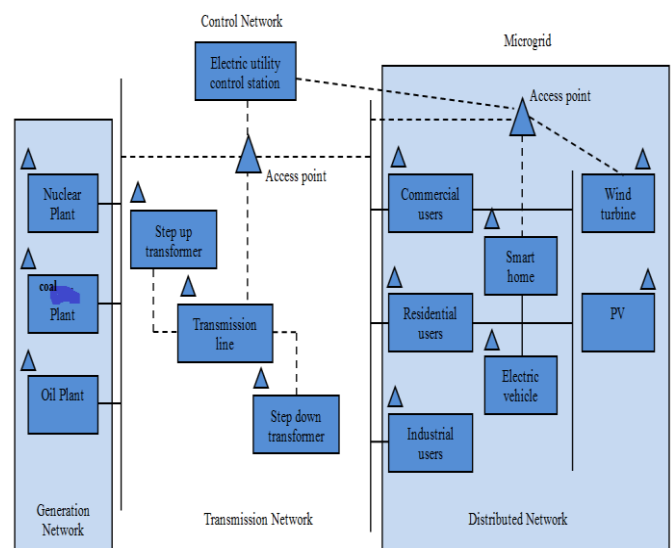 Control Network
Electric utility
control station
Microgrid
Access point
Access point
Nuclear
Plant
coal
Plant
Oil Plant
Step up
transformer
Transmission
line
Step down
transformer
Commercial
users
Wind
turbine
Smart
home
Residential
users
PV
Electric
vehicle
Industrial
users
Generation
Network
Transmission Network
Distributed Network